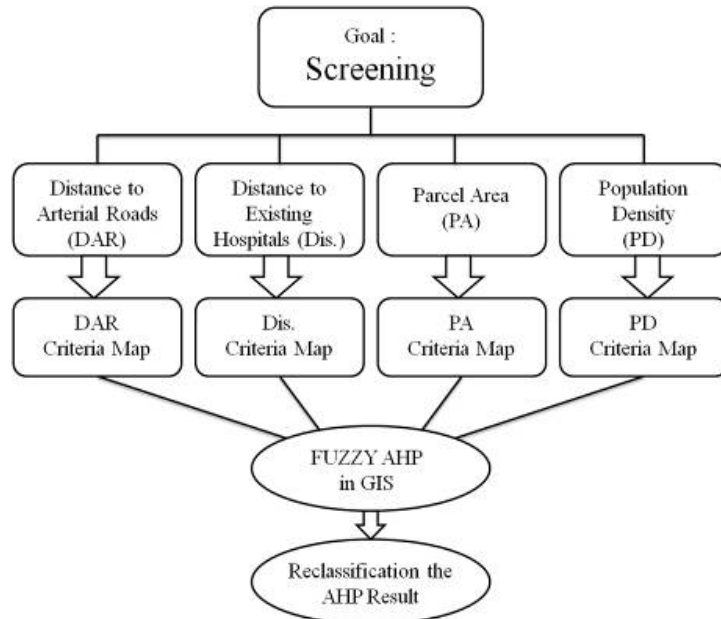 Goal :
Screening
Distance to
Arterial Roads
(DAR)
Distance to
Existing
Hospitals (Dis.)
Parcel Area
(PA)
Population
Density
(PD)
DAR
Criteria Map
Dis.
Criteria Map
PA
Criteria Map
PD
Criteria Map
FUZZY AHP
in GIS
Reclassification the
AHP Result